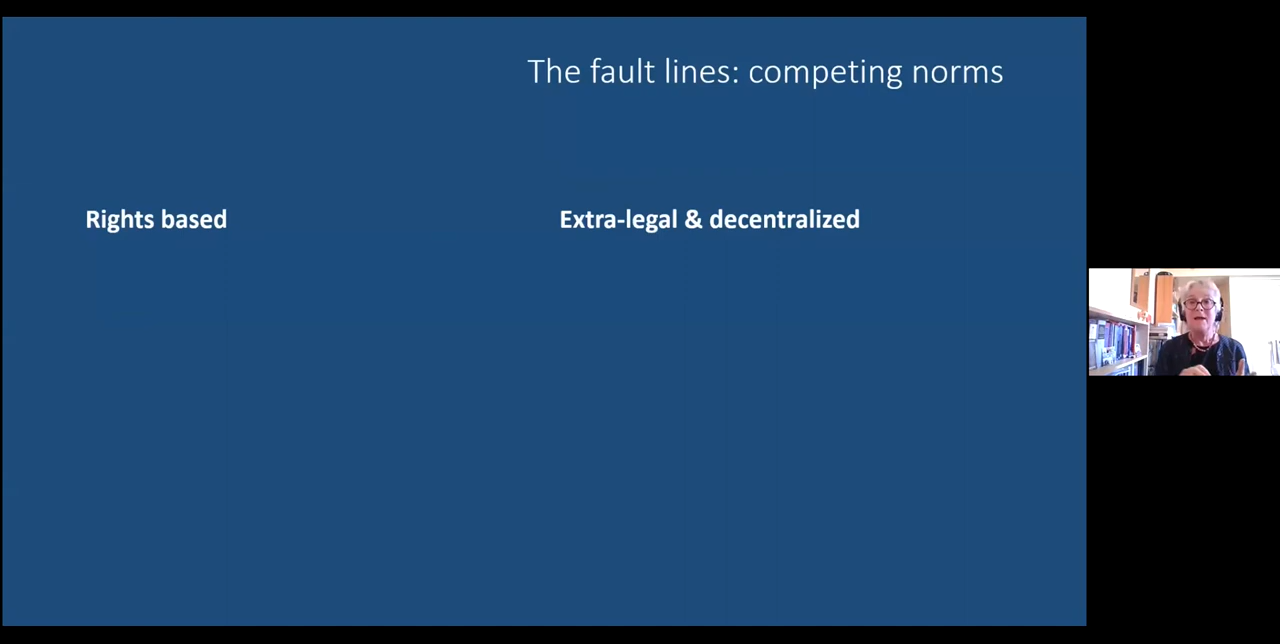 The fault lines: competing norms
Rights based
Extra-legal & decentralized